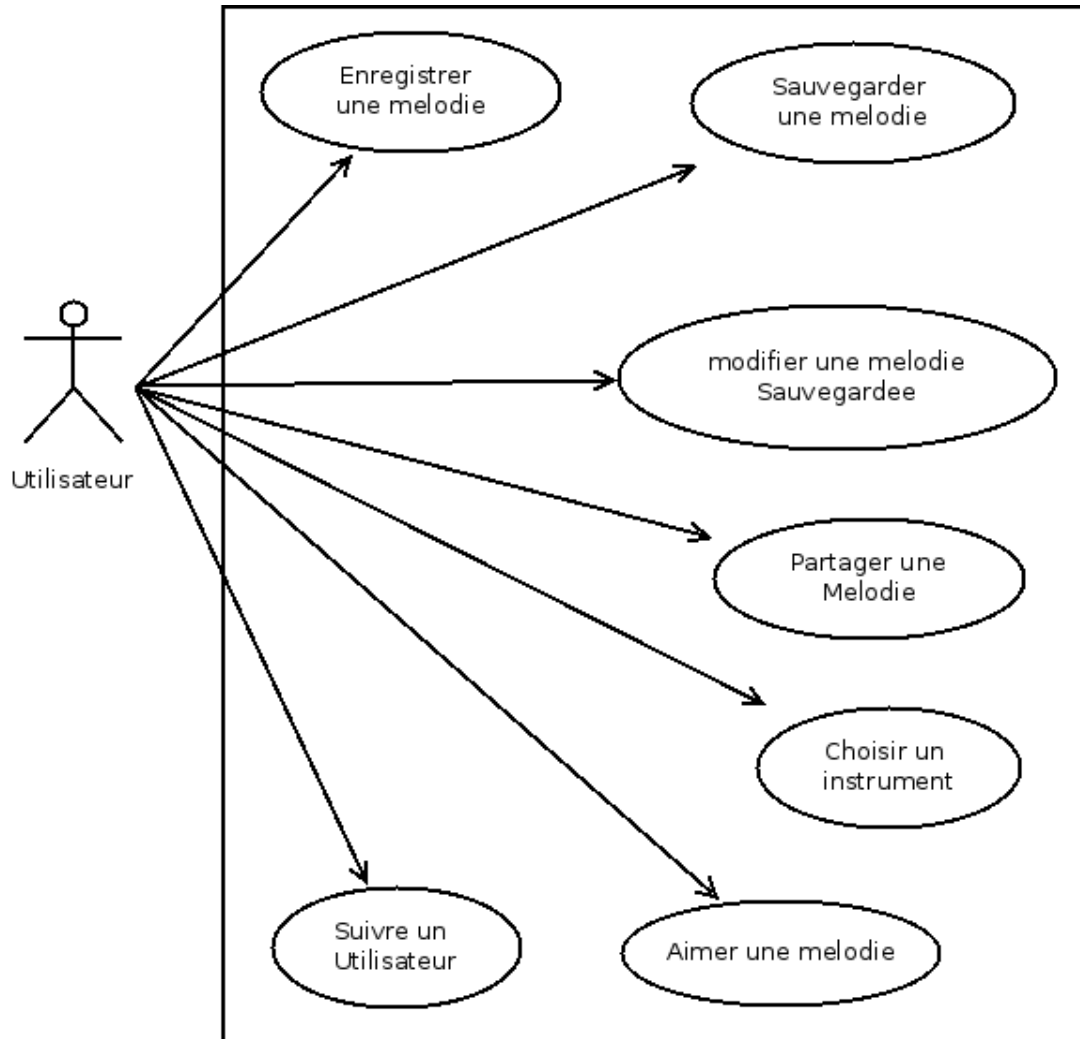 Enregistrer
une melodie
Sauvegarder
une melodie
modifier une melodie
Sauvegardee
Utilisateur
Partager une
Melodie
Choisir un
instrument
Suivre un
Utilisateur
Aimer une melodie